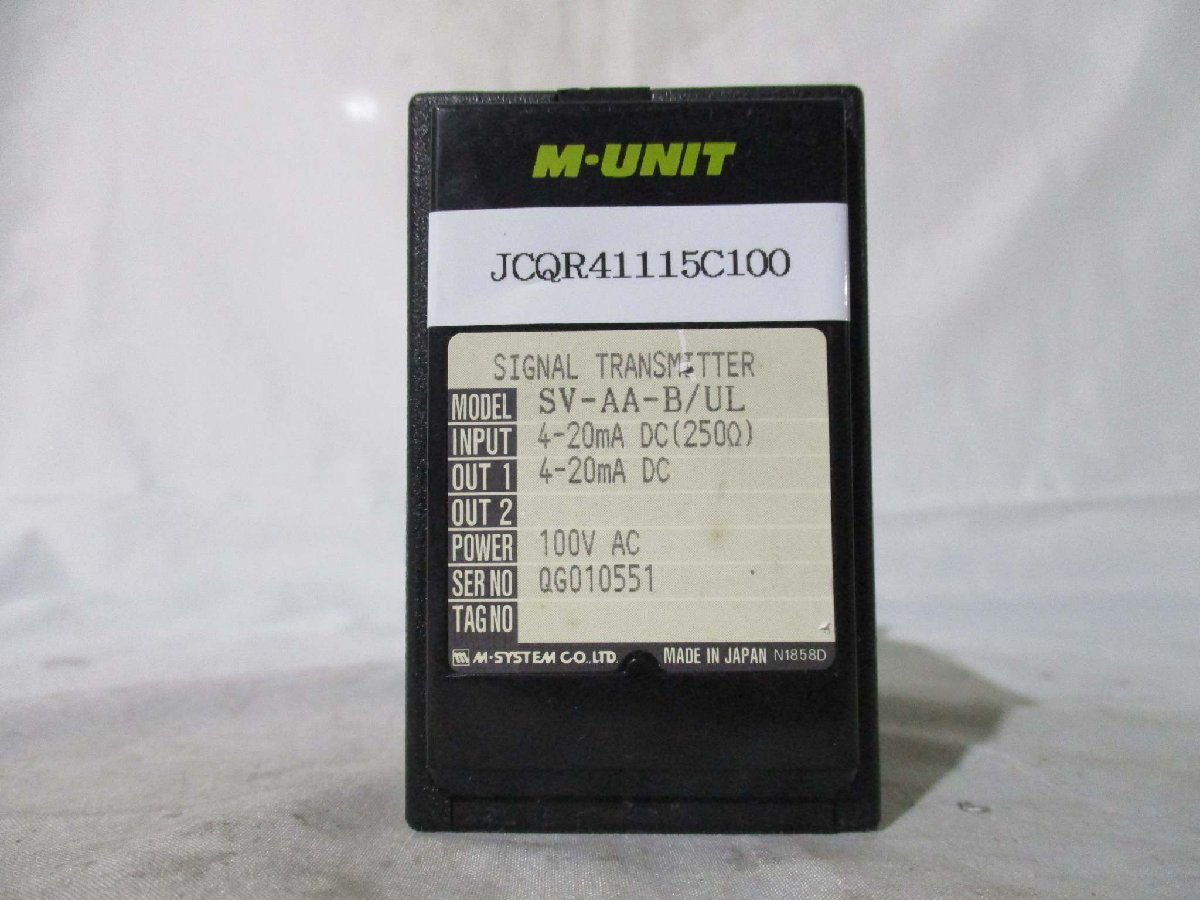 M·UNIT
JCQR41115C100
SIGNAL TRANSMITTER
MODEL SV-AA-B/UL
INPUT 4-20mA DC(250Ω)
OUT 1 4-20mA DC
OUT 2
POWER 100V AC
SER NO QG010551
TAG NO
M-SYSTEM CO.,LTD. MADE IN JAPAN N1858D